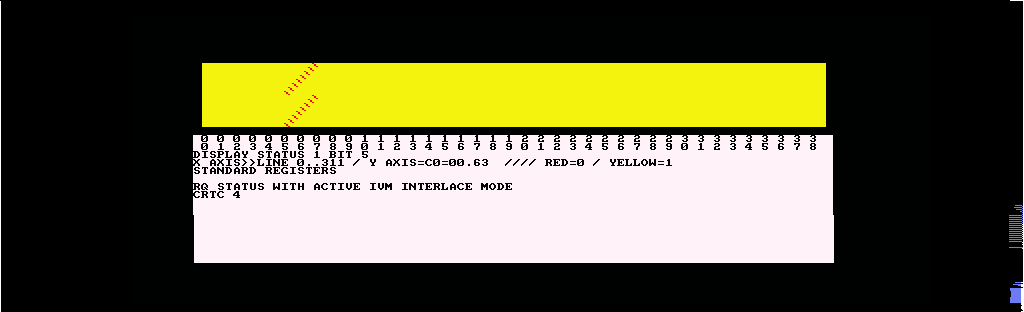 0 0 0 0 0 0 0 0 0 0 1 1 1 1 1 1 1 1 1 1 2 2 2 2 2 2 2 2 2 2 3 3 3 3 3 3 3 3 3
0 1 2 3 4 5 6 7 8 9 0 1 2 3 4 5 6 7 8 9 0 1 2 3 4 5 6 7 8 9 0 1 2 3 4 5 6 7 8
DISPLAY STATUS 1 BIT 5
X AXIS>>LINE 0..311 / Y AXIS=C0=00.63  //// RED=0 / YELLOW=1
STANDARD REGISTERS
RQ STATUS WITH ACTIVE IVM INTERLACE MODE
CRTC 4